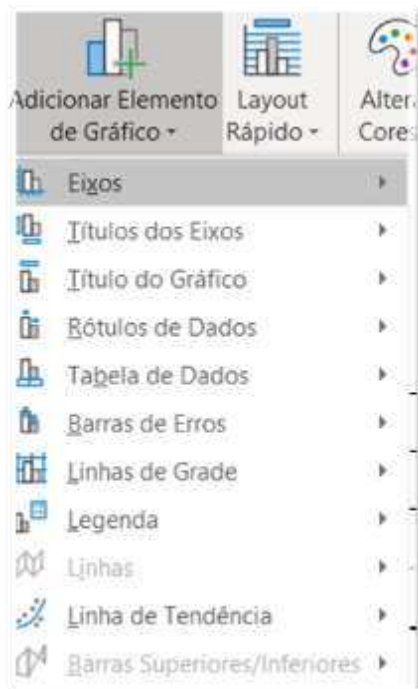 Adicionar Elemento
de Gráfico
Layout
Rápido
Alter
Core
Eixos
Títulos dos Eixos
Título do Gráfico
Rótulos de Dados
Tabela de Dados
Barras de Erros
Linhas de Grade
Legenda
Linhas
Linha de Tendência
Barras Superiores/Inferiores